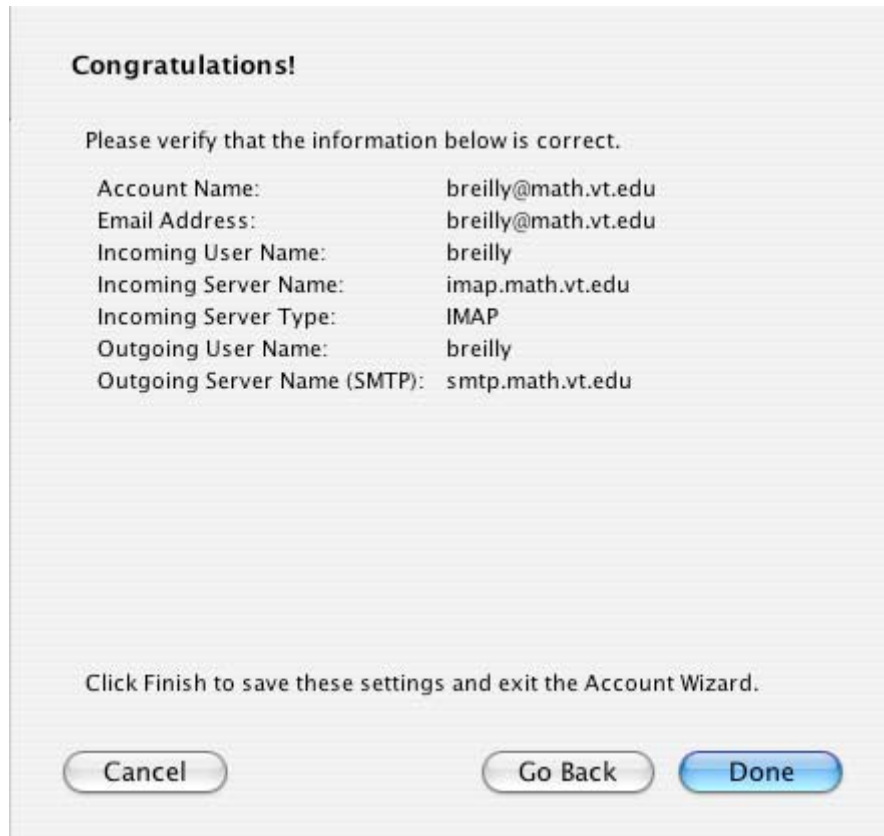 Congratulations!
Please verify that the information below is correct.
Account Name: breilly@math.vt.edu
Email Address: breilly@math.vt.edu
Incoming User Name: breilly
Incoming Server Name: imap.math.vt.edu
Incoming Server Type: IMAP
Outgoing User Name: breilly
Outgoing Server Name (SMTP): smtp.math.vt.edu
Click Finish to save these settings and exit the Account Wizard.
Cancel Go Back Done